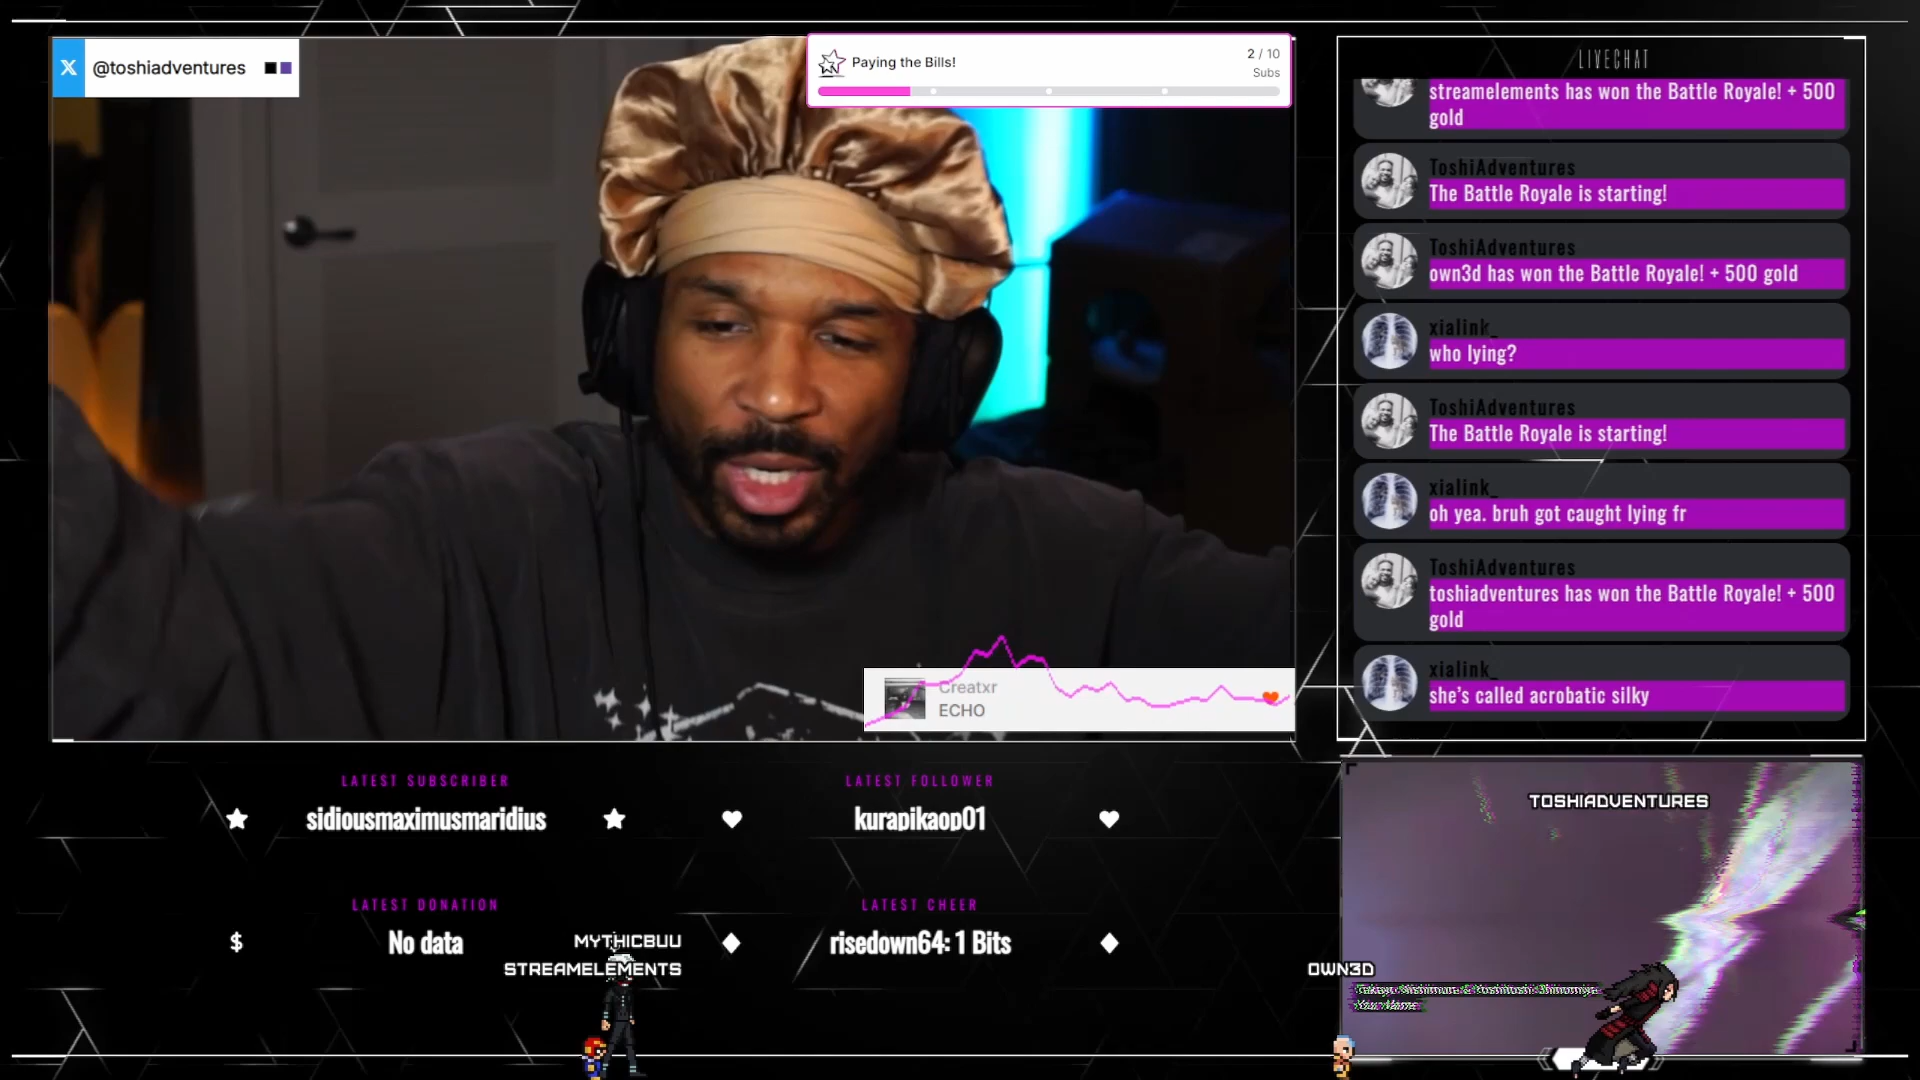 @toshiadventures
Paying the Bills!
2 / 10
Subs
LIVECHAT
streamelements has won the Battle Royale! + 500
gold
ToshiAdventures
The Battle Royale is starting!
ToshiAdventures
own3d has won the Battle Royale! + 500 gold
xialink_
who lying?
ToshiAdventures
The Battle Royale is starting!
xialink_
oh yea. bruh got caught lying fr
ToshiAdventures
toshiadventures has won the Battle Royale! + 500
gold
xialink_
she's called acrobatic silky
Creatxr
ECHO
LATEST SUBSCRIBER
sidiousmaximusmaridius
LATEST FOLLOWER
kurapikaop01
LATEST DONATION
$
No data
LATEST CHEER
risedown64: 1 Bits
MYTHICBUU
STREAMELEMENTS
OWN3D
TOSHIADVENTURES
Your Name